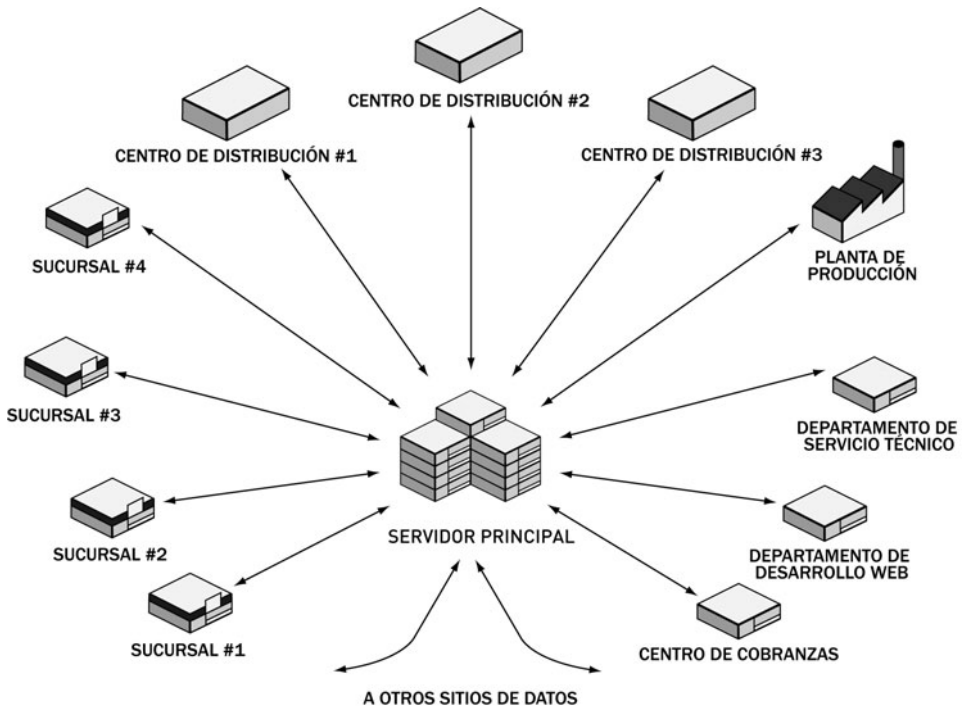 CENTRO DE DISTRIBUCIÓN #2
CENTRO DE DISTRIBUCIÓN #1
CENTRO DE DISTRIBUCIÓN #3
SUCURSAL #4
PLANTA DE
PRODUCCIÓN
SUCURSAL #3
DEPARTAMENTO DE
SERVICIO TÉCNICO
SERVIDOR PRINCIPAL
SUCURSAL #2
DEPARTAMENTO DE
DESARROLLO WEB
SUCURSAL #1
CENTRO DE COBRANZAS
A OTROS SITIOS DE DATOS